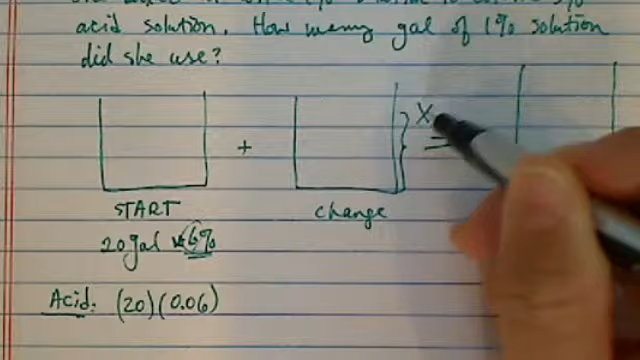 acid solution. How many gal of 1% solution
did she use?
+ } X =
START change
20 gal 6%
Acid: (20)(0.06)